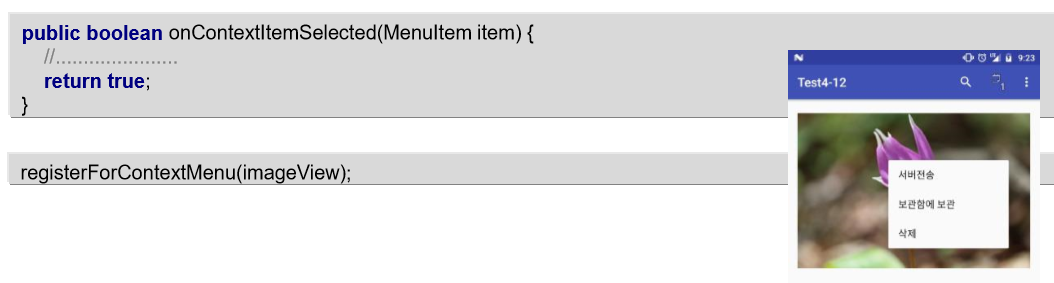 public boolean onContextItemSelected(MenuItem item) {
//......................
return true;
}
registerForContextMenu(imageView);
9:23
Test4-12
1
서버전송
보관함에 보관
삭제